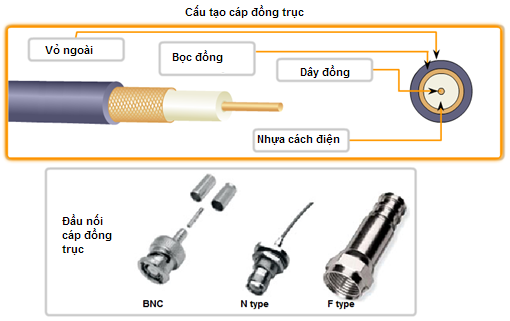 Cấu tạo cáp đồng trục
Vỏ ngoài
Bọc đồng
Dây đồng
Nhựa cách điện
Đầu nối
cáp đồng
trục
BNC
N type
F type